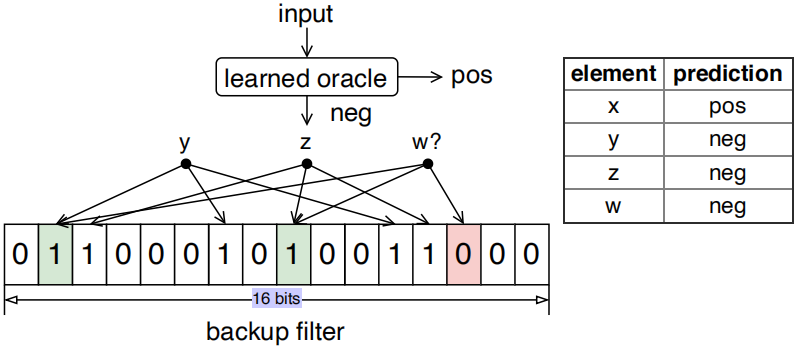 input
learned oracle
pos
neg
y z w?
0 1 1 0 0 0 1 0 1 0 0 1 1 0 0 0
16 bits
backup filter
element prediction
x pos
y neg
z neg
w neg